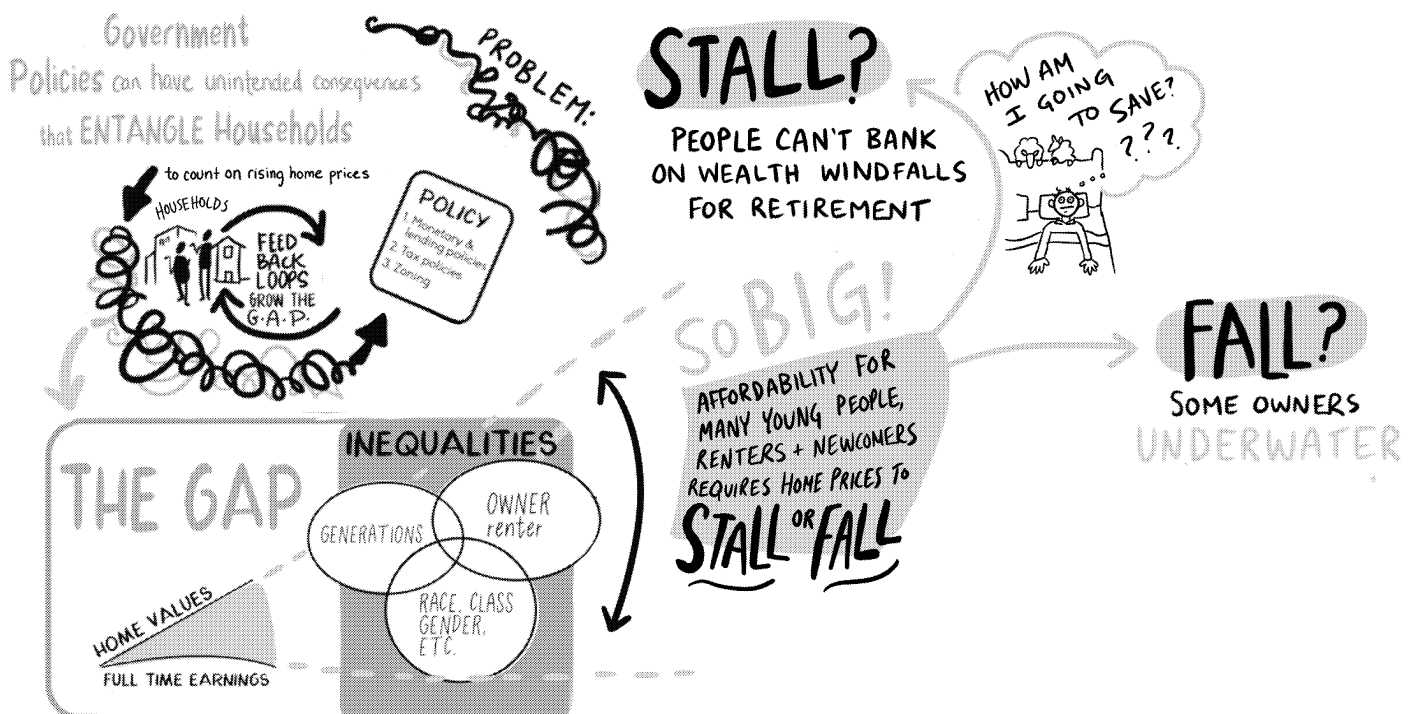 Government
Policies can have unintended consequences
that ENTANGLE Households
to count on rising home prices
HOUSEHOLDS
FEED
BACK
LOOPS
GROW THE
G.A.P.
PROBLEM:
POLICY
1. Monetary &
lending policies
2. Tax policies
3. Zoning
THE GAP
HOME VALUES
FULL TIME EARNINGS
INEQUALITIES
GENERATIONS
OWNER
renter
RACE, CLASS
GENDER,
ETC.
SO BIG!
AFFORDABILITY FOR
MANY YOUNG PEOPLE,
RENTERS + NEWCOMERS
REQUIRES HOME PRICES TO
STALL OR FALL
STALL?
PEOPLE CAN'T BANK
ON WEALTH WINDFALLS
FOR RETIREMENT
HOW AM
I GOING
TO SAVE?
? ? ?
FALL?
SOME OWNERS
UNDERWATER